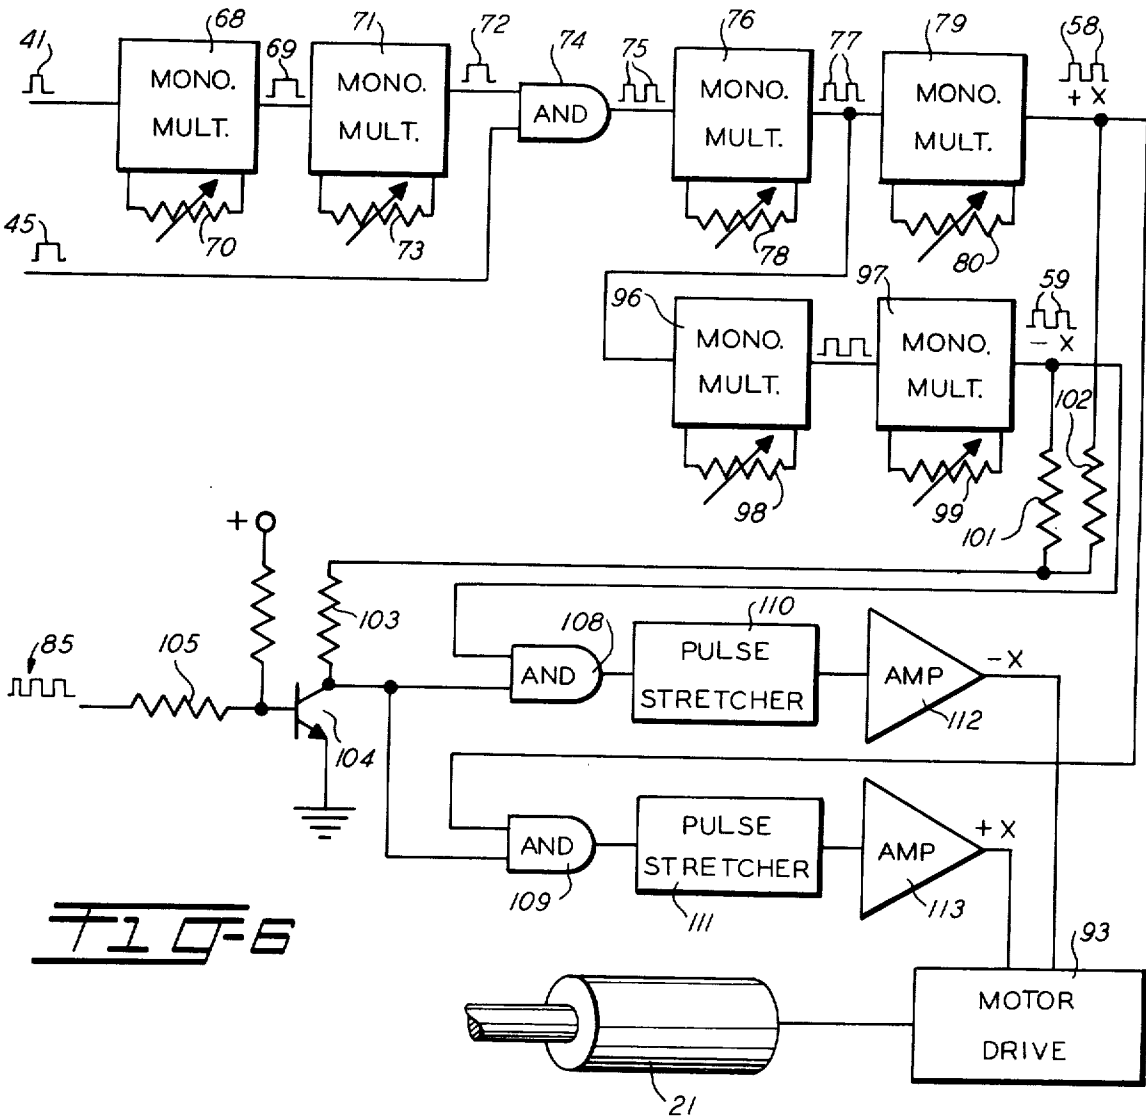 41
68
MONO.
MULT.
69
71
MONO.
MULT.
72
74
AND
75
76
MONO.
MULT.
77
79
MONO.
MULT.
58
+ X
70
73
78
80
45
96
MONO.
MULT.
97
MONO.
MULT.
59
- X
102
98
99
101
+
103
85
105
104
108
AND
110
PULSE
STRETCHER
AMP
112
-X
109
AND
PULSE
STRETCHER
111
AMP
113
+X
FIG-6
93
MOTOR
DRIVE
21